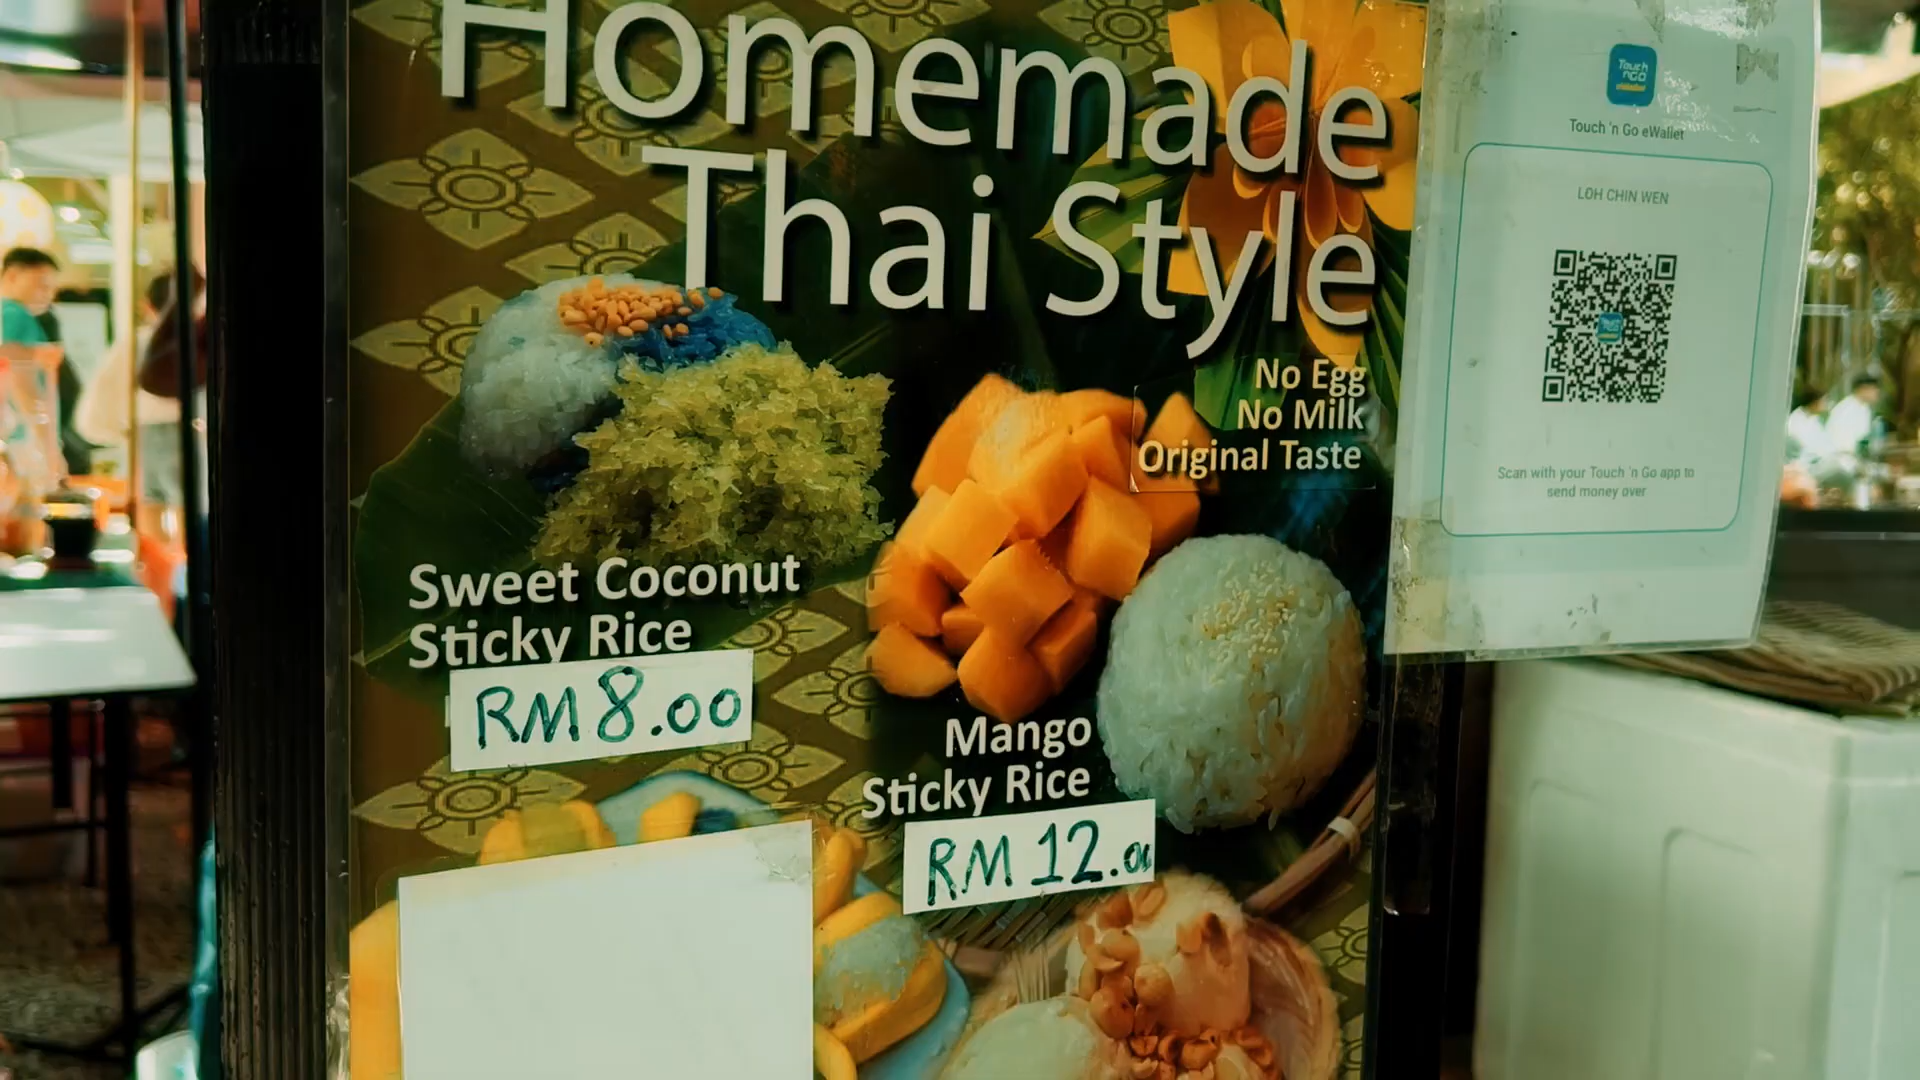 Homemade
Thai Style
No Egg
No Milk
Original Taste
Sweet Coconut
Sticky Rice
RM 8.00
Mango
Sticky Rice
RM 12.00
Touch
'n GO
Touch 'n Go eWallet
LOH CHIN WEN
Scan with your Touch 'n Go app to
send money over